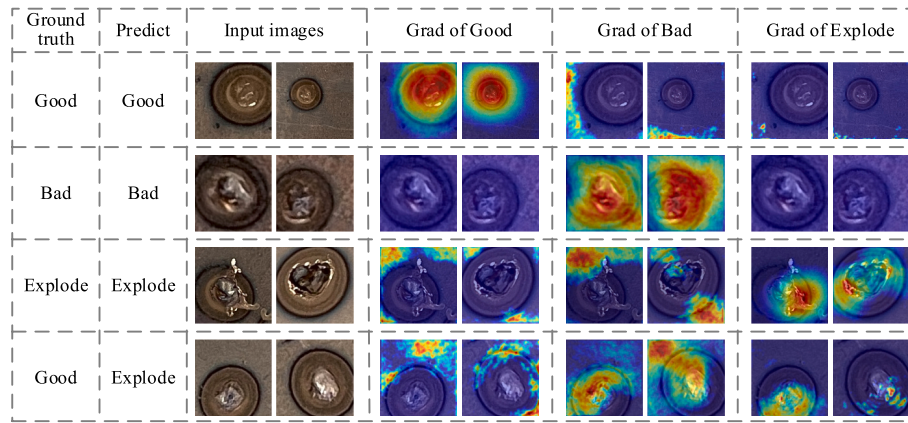 Ground truth Predict Input images Grad of Good Grad of Bad Grad of Explode
Good Good
Bad Bad
Explode Explode
Good Explode